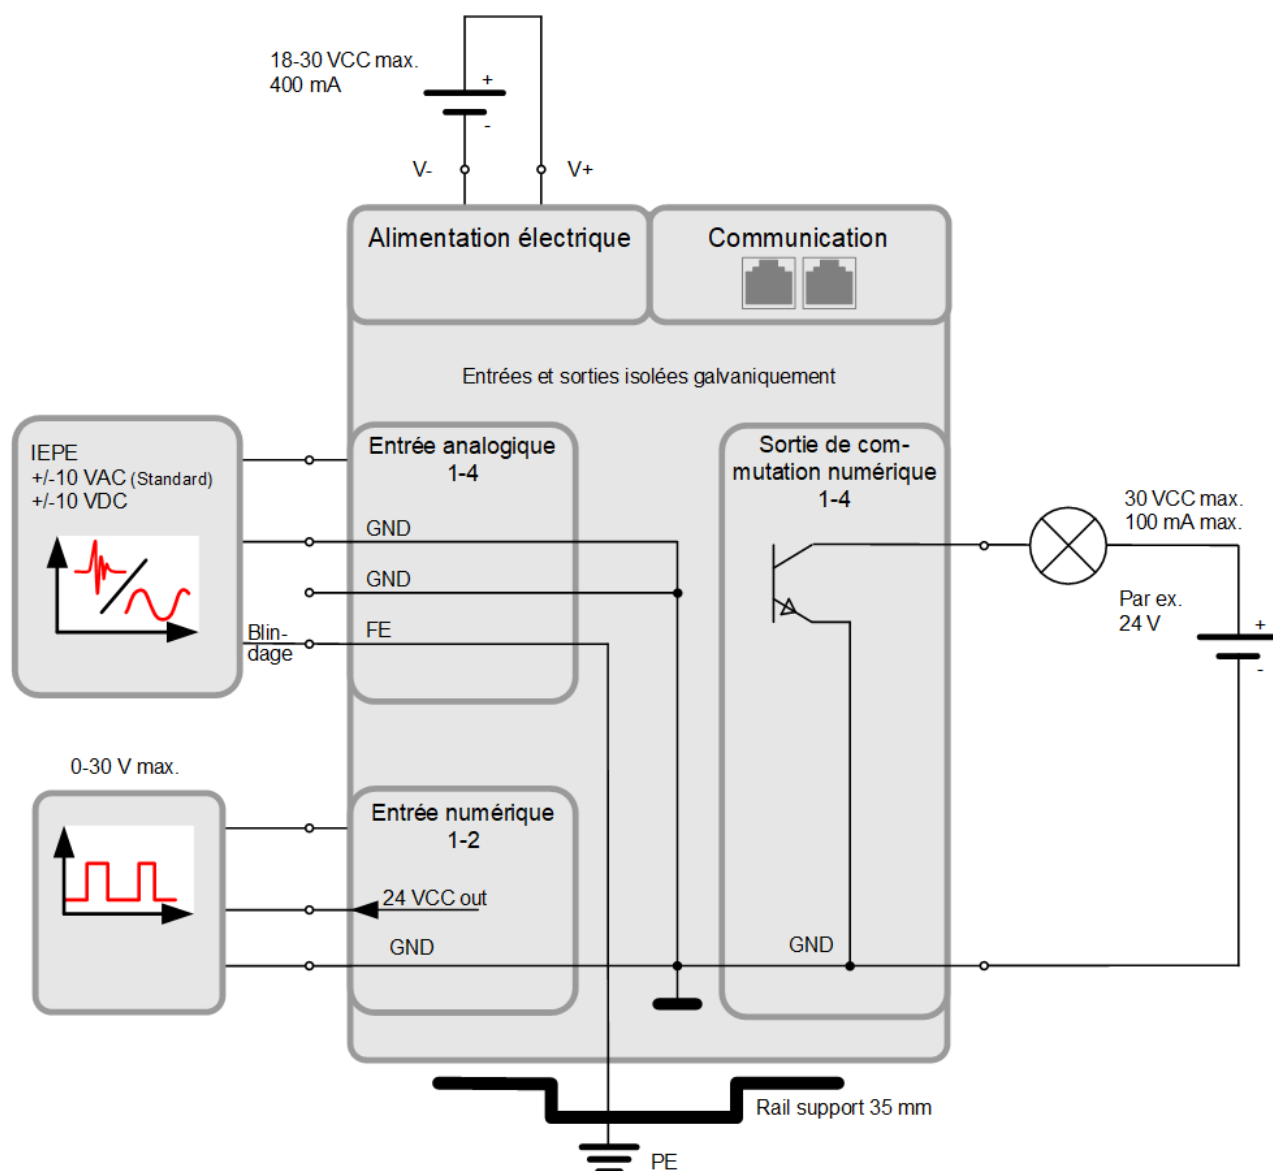 18-30 VCC max.
400 mA
+
-
V-
V+
Alimentation électrique
Communication
Entrées et sorties isolées galvaniquement
IEPE
+/-10 VAC (Standard)
+/-10 VDC
Entrée analogique
1-4
GND
GND
FE
Blin-
dage
Sortie de com-
mutation numérique
1-4
30 VCC max.
100 mA max.
Par ex.
24 V
+
-
0-30 V max.
Entrée numérique
1-2
24 VCC out
GND
GND
Rail support 35 mm
PE